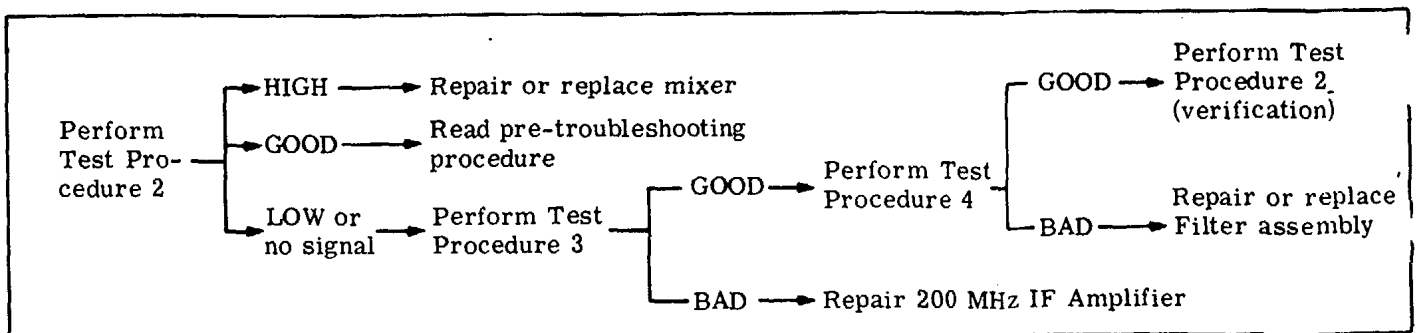 Perform
Test Pro-
cedure 2
HIGH
Repair or replace mixer
GOOD
Read pre-troubleshooting
procedure
LOW or
no signal
Perform Test
Procedure 3
GOOD
Perform Test
Procedure 4
GOOD
Perform Test
Procedure 2
(verification)
BAD
Repair or replace
Filter assembly
BAD
Repair 200 MHz IF Amplifier